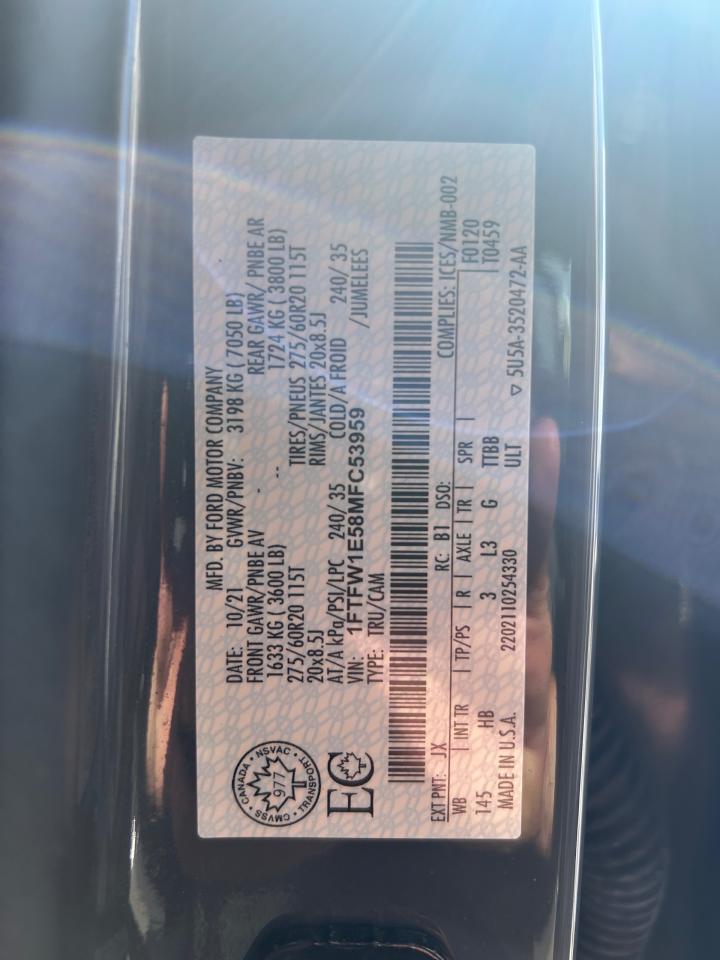 MFD. BY FORD MOTOR COMPANY
DATE: 10/21 GVWR/PNBV: 3198 KG ( 7050 LB)
FRONT GAWR/PNBE AV REAR GAWR/ PNBE AR
1633 KG ( 3600 LB) - -- 1724 KG ( 3800 LB)
275/60R20 115T TIRES/PNEUS 275/60R20 115T
20x8.5J RIMS/JANTES 20x8.5J
AT/A kPa/PSI/LPC 240/ 35 COLD/A FROID 240/ 35
VIN: 1FTFW1E58MFC53959 /JUMELEES
TYPE: TRU/CAM
CANADA • NSVAC • TRANSPORT • CMVSS •
977
EC
EXT PNT: JX RC: B1 DSO: COMPLIES: ICES/NMB-002
WB | INT TR | TP/PS | R | AXLE | TR | SPR | F0120
145 HB 3 L3 G TTBB T0459
MADE IN U.S.A. 2202110254330 ULT ▽ 5U5A-3520472-AA